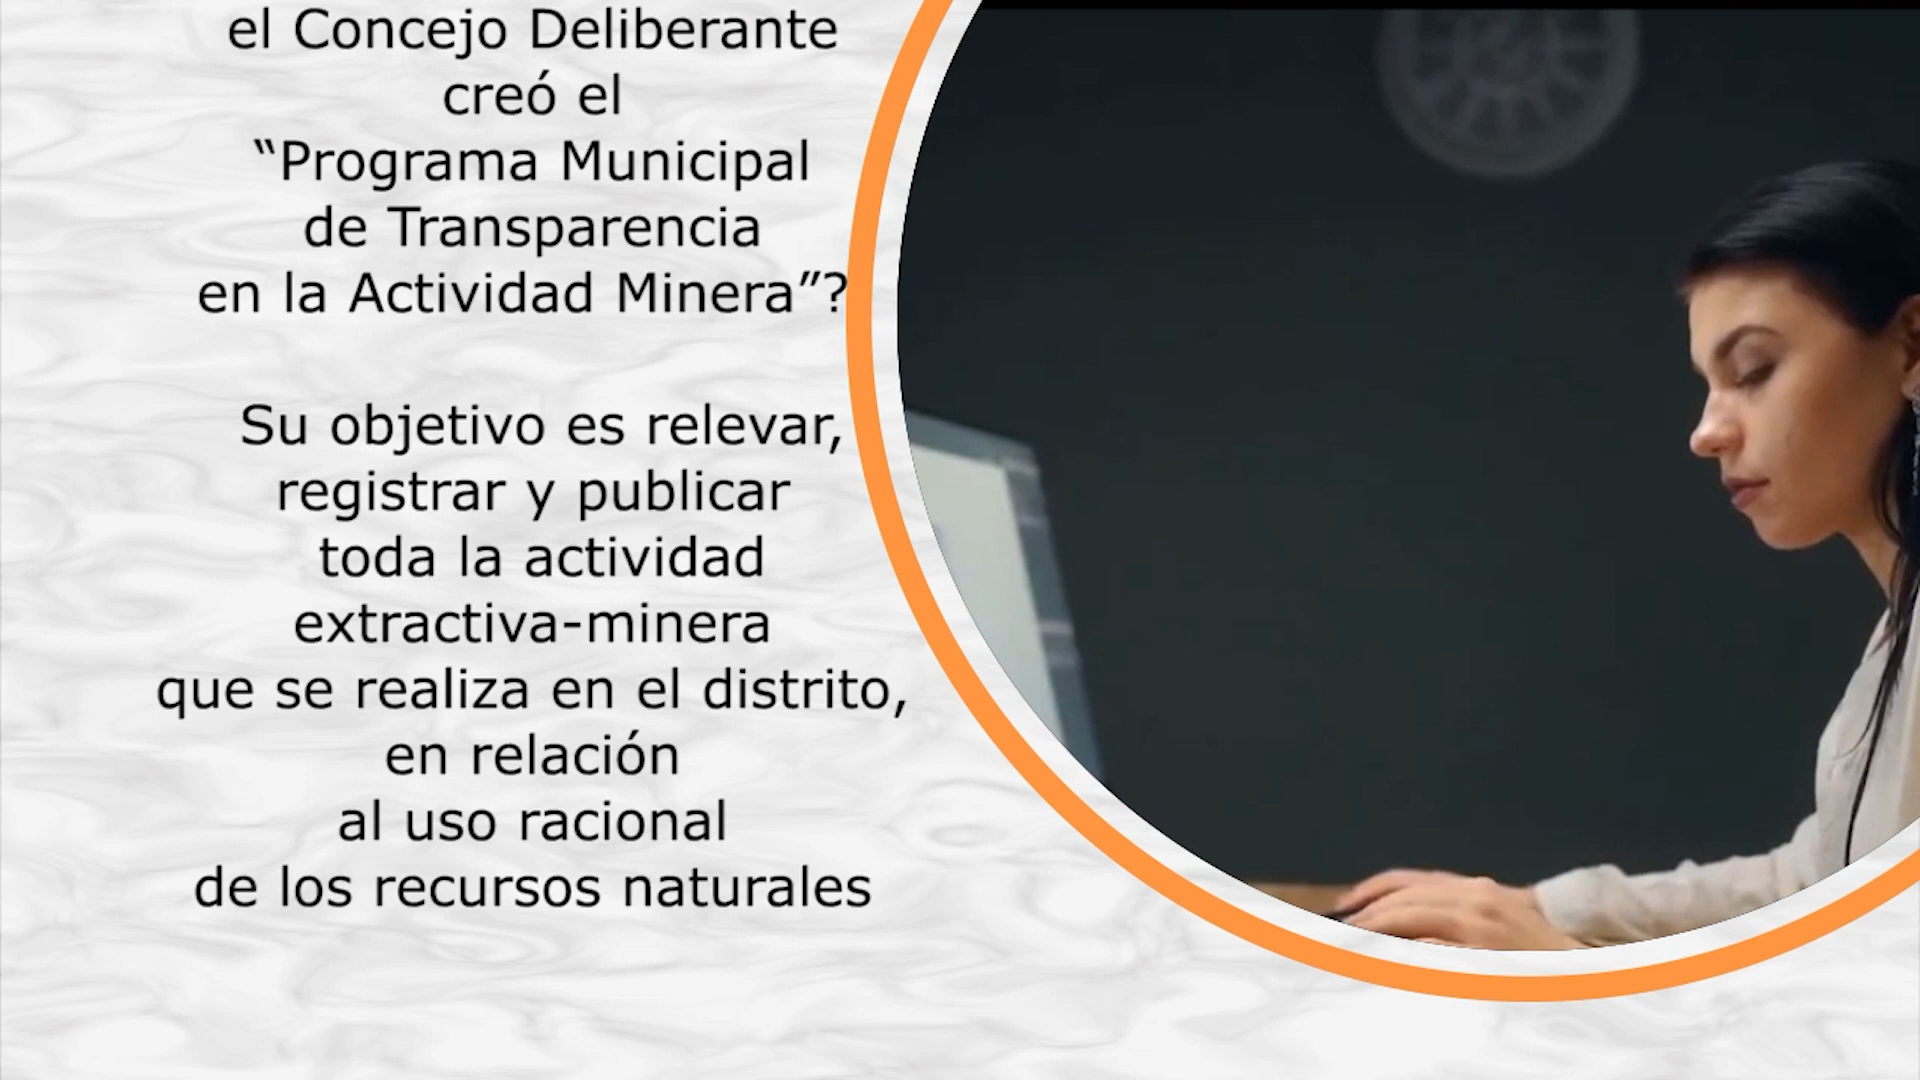 el Concejo Deliberante
creó el
“Programa Municipal
de Transparencia
en la Actividad Minera”?
Su objetivo es relevar,
registrar y publicar
toda la actividad
extractiva-minera
que se realiza en el distrito,
en relación
al uso racional
de los recursos naturales